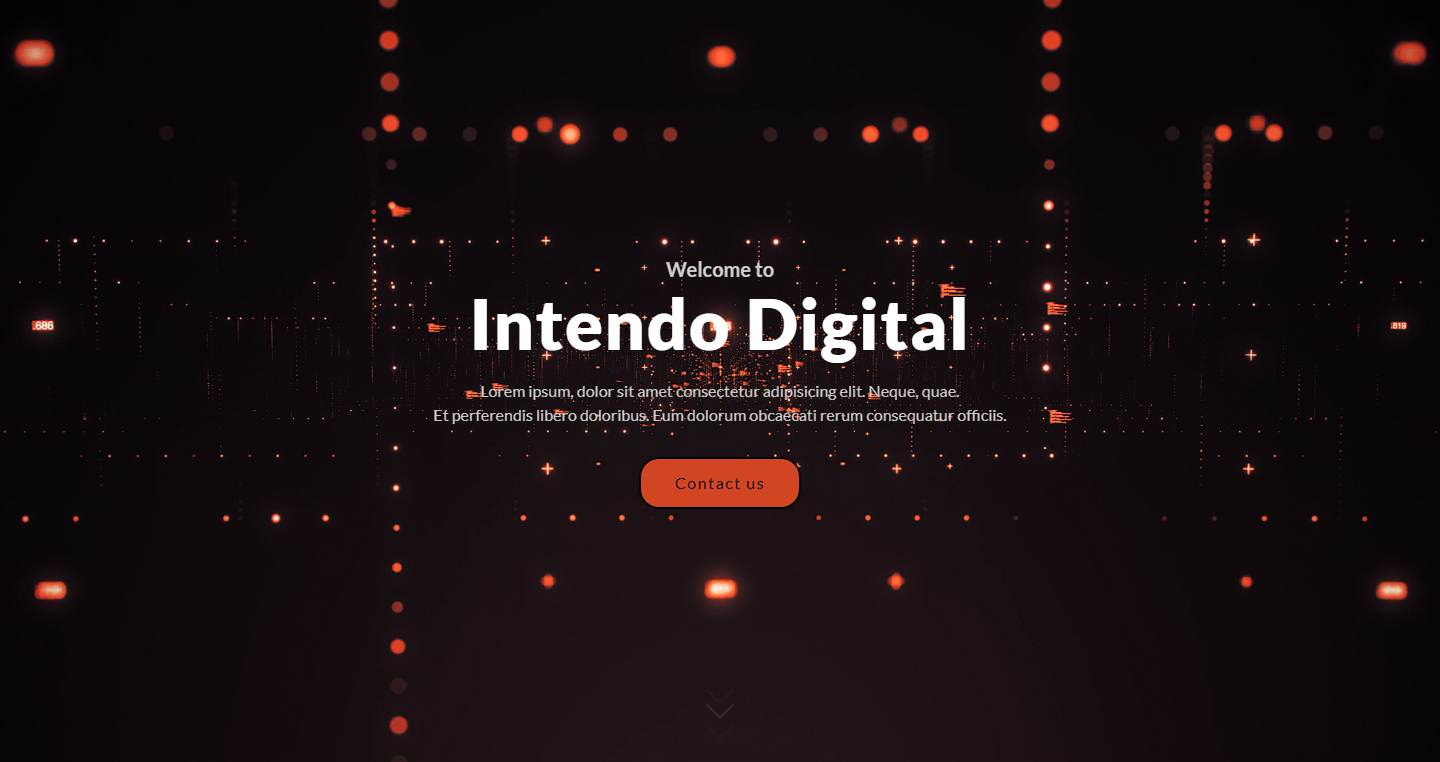 Welcome to
Intendo Digital
.686
.819
Lorem ipsum, dolor sit amet consectetur adipisicing elit. Neque, quae.
Et perferendis libero doloribus. Eum dolorum obcaecati rerum consequatur officiis.
Contact us